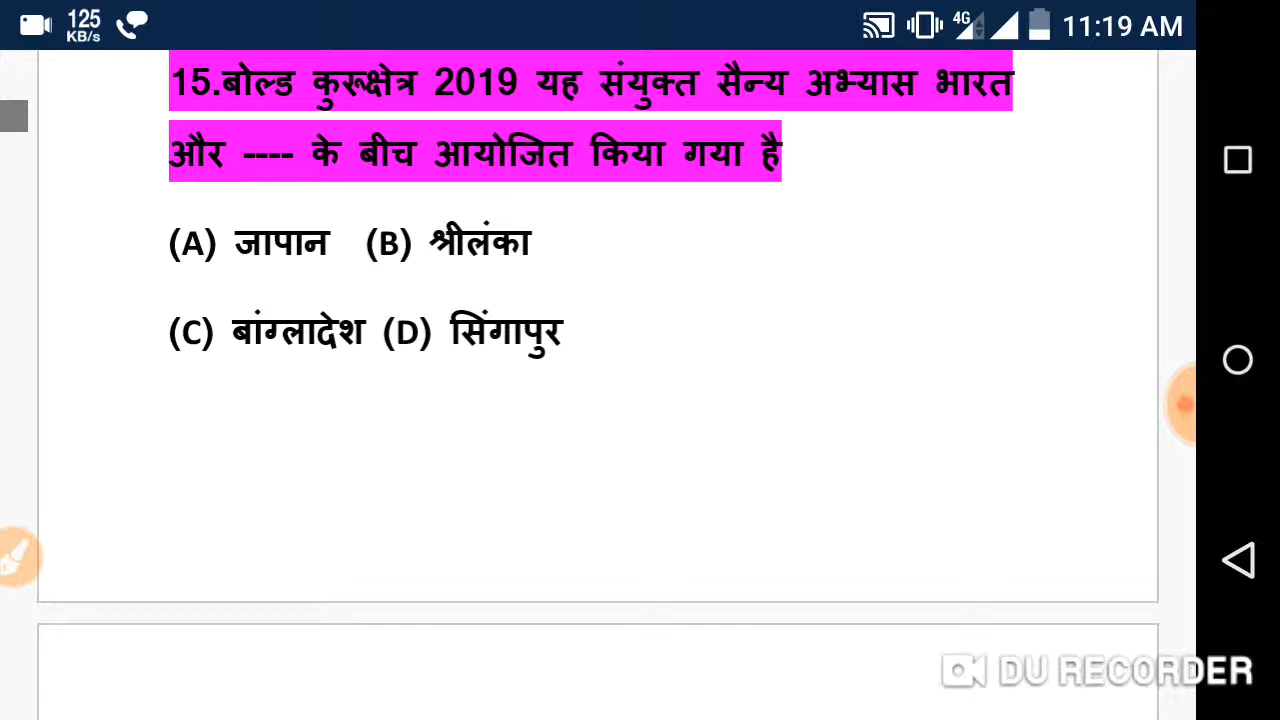 125
KB/s
4G
11:19 AM
15.बोल्ड कुरूक्षेत्र 2019 यह संयुक्त सैन्य अभ्यास भारत
और ---- के बीच आयोजित किया गया है
(A) जापान (B) श्रीलंका
(C) बांग्लादेश (D) सिंगापुर
DU RECORDER